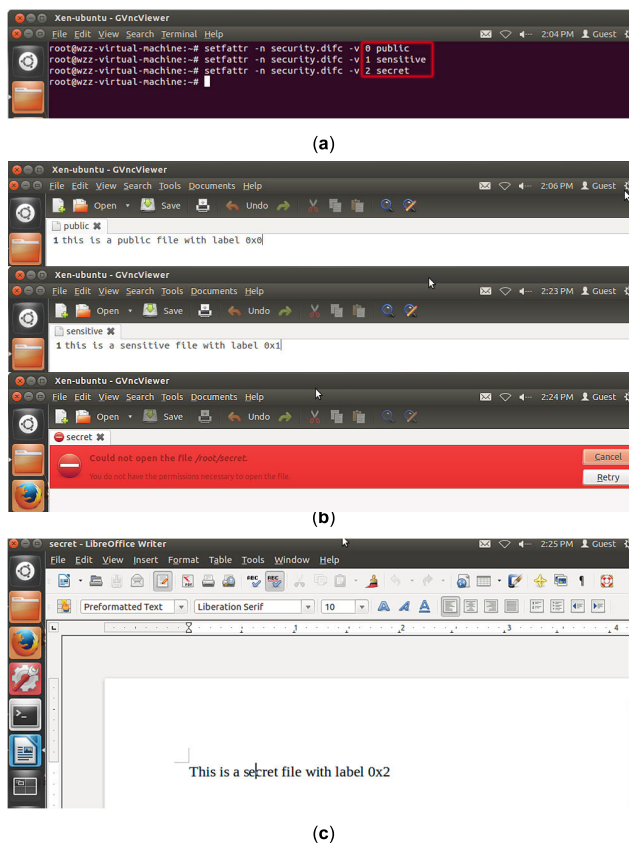 Xen-ubuntu - GVncViewer
File Edit View Search Terminal Help 2:04 PM Guest
root@wzz-virtual-machine:~# setfattr -n security.difc -v 0 public
root@wzz-virtual-machine:~# setfattr -n security.difc -v 1 sensitive
root@wzz-virtual-machine:~# setfattr -n security.difc -v 2 secret
root@wzz-virtual-machine:~#
(a)
Xen-ubuntu - GVncViewer
File Edit View Search Tools Documents Help 2:06 PM Guest
Open Save Undo
public
1 this is a public file with label 0x0
Xen-ubuntu - GVncViewer
File Edit View Search Tools Documents Help 2:23 PM Guest
Open Save Undo
sensitive
1 this is a sensitive file with label 0x1
Xen-ubuntu - GVncViewer
File Edit View Search Tools Documents Help 2:24 PM Guest
Open Save Undo
secret
Could not open the file /root/secret. Cancel
You do not have the permissions necessary to open the file. Retry
(b)
secret - LibreOffice Writer 2:25 PM Guest
File Edit View Insert Format Table Tools Window Help
ABC ABC
Preformatted Text Liberation Serif 10
1 2 3 4
This is a secret file with label 0x2
(c)